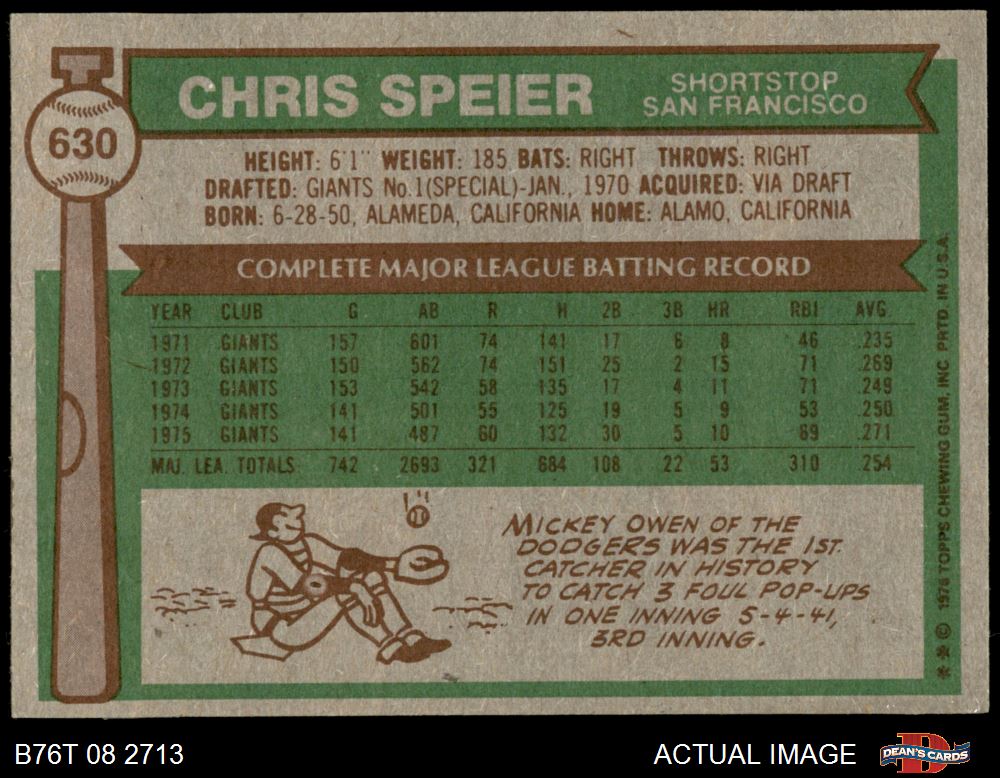 CHRIS SPEIER
SHORTSTOP
SAN FRANCISCO
630
HEIGHT: 6'1" WEIGHT: 185 BATS: RIGHT THROWS: RIGHT
DRAFTED: GIANTS No.1(SPECIAL)-JAN., 1970 ACQUIRED: VIA DRAFT
BORN: 6-28-50, ALAMEDA, CALIFORNIA HOME: ALAMO, CALIFORNIA
COMPLETE MAJOR LEAGUE BATTING RECORD
YEAR CLUB G AB R H 2B 3B HR RBI AVG.
1971 GIANTS 157 601 74 141 17 6 8 46 .235
1972 GIANTS 150 562 74 151 25 2 15 71 .269
1973 GIANTS 153 542 58 135 17 4 11 71 .249
1974 GIANTS 141 501 55 125 19 5 9 53 .250
1975 GIANTS 141 487 60 132 30 5 10 69 .271
MAJ. LEA. TOTALS 742 2693 321 684 108 22 53 310 .254
!!
MICKEY OWEN OF THE
DODGERS WAS THE 1ST.
CATCHER IN HISTORY
TO CATCH 3 FOUL POP-UPS
IN ONE INNING 5-4-41,
3RD INNING.
* * © 1976 TOPPS CHEWING GUM, INC. PRTD. IN U.S.A.
B76T 08 2713
ACTUAL IMAGE
DEAN'S CARDS